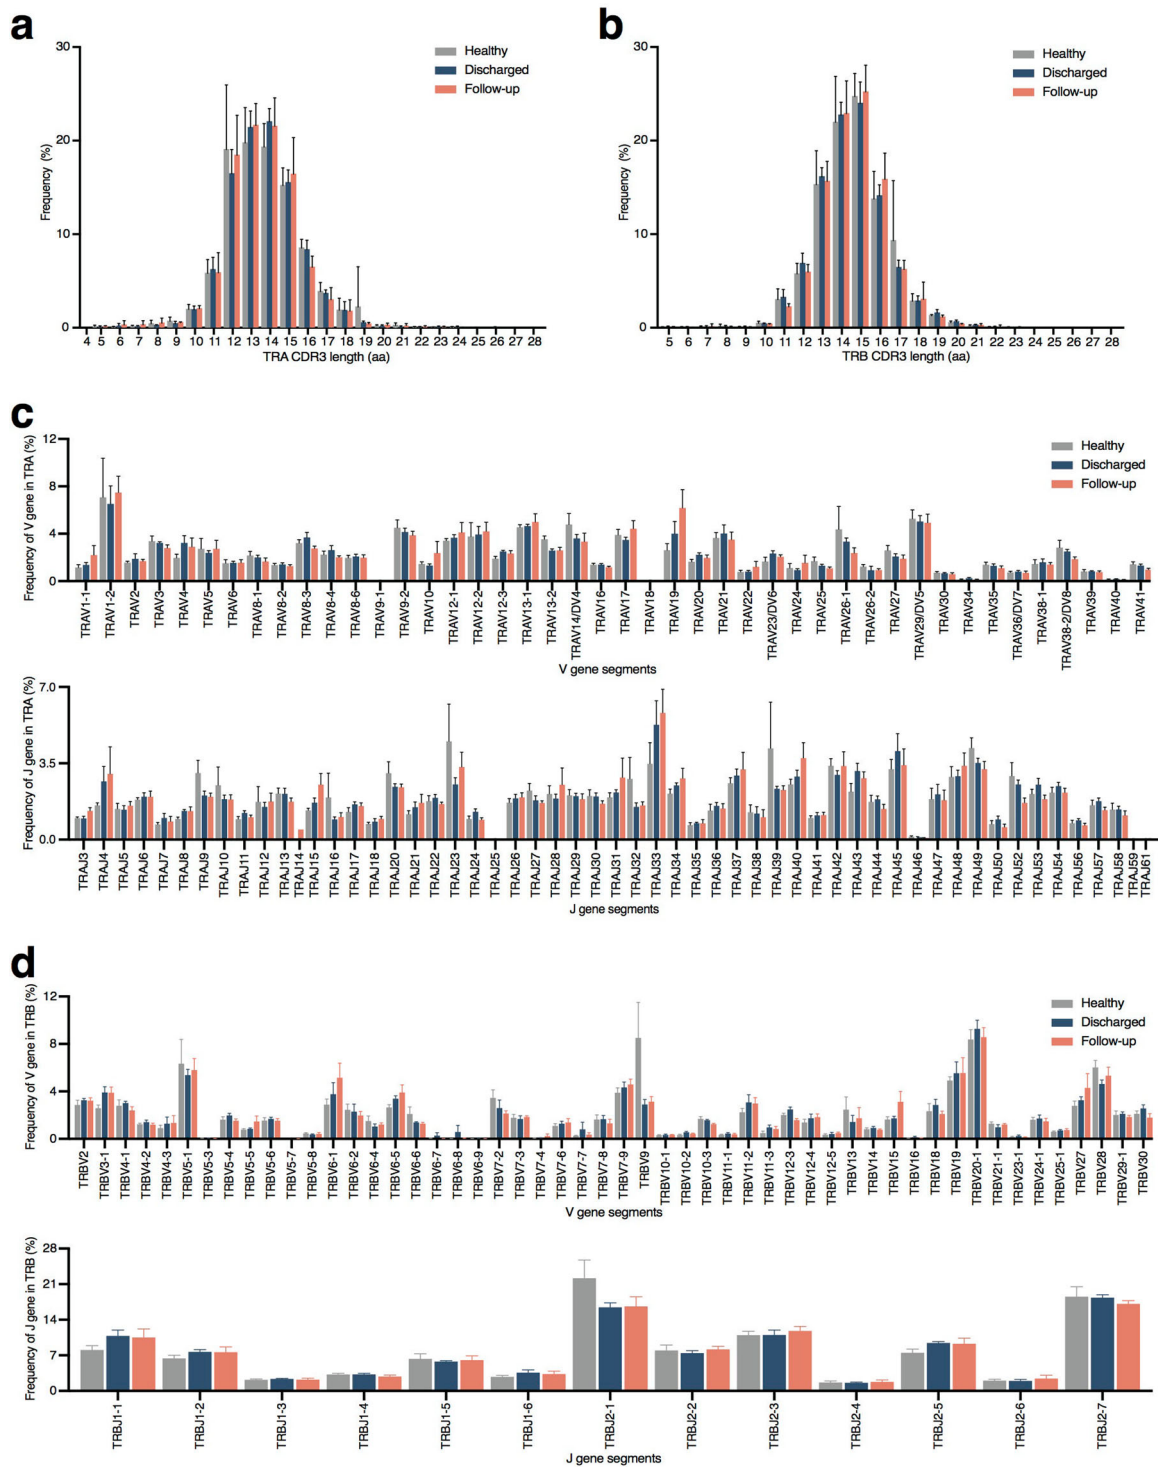 a
30
20
10
0
Frequency (%)
Healthy
Discharged
Follow-up
4 5 6 7 8 9 10 11 12 13 14 15 16 17 18 19 20 21 22 23 24 25 26 27 28
TRA CDR3 length (aa)
b
30
20
10
0
Frequency (%)
Healthy
Discharged
Follow-up
5 6 7 8 9 10 11 12 13 14 15 16 17 18 19 20 21 22 23 24 25 26 27 28
TRB CDR3 length (aa)
c
12
8
4
0
Frequency of V gene in TRA (%)
Healthy
Discharged
Follow-up
TRAV1-1 TRAV1-2 TRAV2 TRAV3 TRAV4 TRAV5 TRAV6 TRAV8-1 TRAV8-2 TRAV8-3 TRAV8-4 TRAV8-6 TRAV9-1 TRAV9-2 TRAV10 TRAV12-1 TRAV12-2 TRAV12-3 TRAV13-1 TRAV13-2 TRAV14/DV4 TRAV16 TRAV17 TRAV18 TRAV19 TRAV20 TRAV21 TRAV22 TRAV23/DV6 TRAV24 TRAV25 TRAV26-1 TRAV26-2 TRAV27 TRAV29/DV5 TRAV30 TRAV34 TRAV35 TRAV36/DV7 TRAV38-1 TRAV38-2/DV8 TRAV39 TRAV40 TRAV41
V gene segments
7.0
3.5
0.0
Frequency of J gene in TRA (%)
TRAJ3 TRAJ4 TRAJ5 TRAJ6 TRAJ7 TRAJ8 TRAJ9 TRAJ10 TRAJ11 TRAJ12 TRAJ13 TRAJ14 TRAJ15 TRAJ16 TRAJ17 TRAJ18 TRAJ20 TRAJ21 TRAJ22 TRAJ23 TRAJ24 TRAJ25 TRAJ26 TRAJ27 TRAJ28 TRAJ29 TRAJ30 TRAJ31 TRAJ32 TRAJ33 TRAJ34 TRAJ35 TRAJ36 TRAJ37 TRAJ38 TRAJ39 TRAJ40 TRAJ41 TRAJ42 TRAJ43 TRAJ44 TRAJ45 TRAJ46 TRAJ47 TRAJ48 TRAJ49 TRAJ50 TRAJ52 TRAJ53 TRAJ54 TRAJ56 TRAJ57 TRAJ58 TRAJ59 TRAJ61
J gene segments
d
12
8
4
0
Frequency of V gene in TRB (%)
Healthy
Discharged
Follow-up
TRBV2 TRBV3-1 TRBV4-1 TRBV4-2 TRBV4-3 TRBV5-1 TRBV5-3 TRBV5-4 TRBV5-5 TRBV5-6 TRBV5-7 TRBV5-8 TRBV6-1 TRBV6-2 TRBV6-4 TRBV6-5 TRBV6-6 TRBV6-7 TRBV6-8 TRBV6-9 TRBV7-2 TRBV7-3 TRBV7-4 TRBV7-6 TRBV7-7 TRBV7-8 TRBV7-9 TRBV9 TRBV10-1 TRBV10-2 TRBV10-3 TRBV11-1 TRBV11-2 TRBV11-3 TRBV12-3 TRBV12-4 TRBV12-5 TRBV13 TRBV14 TRBV15 TRBV16 TRBV18 TRBV19 TRBV20-1 TRBV21-1 TRBV23-1 TRBV24-1 TRBV25-1 TRBV27 TRBV28 TRBV29-1 TRBV30
V gene segments
28
21
14
7
0
Frequency of J gene in TRB (%)
TRBJ1-1 TRBJ1-2 TRBJ1-3 TRBJ1-4 TRBJ1-5 TRBJ1-6 TRBJ2-1 TRBJ2-2 TRBJ2-3 TRBJ2-4 TRBJ2-5 TRBJ2-6 TRBJ2-7
J gene segments